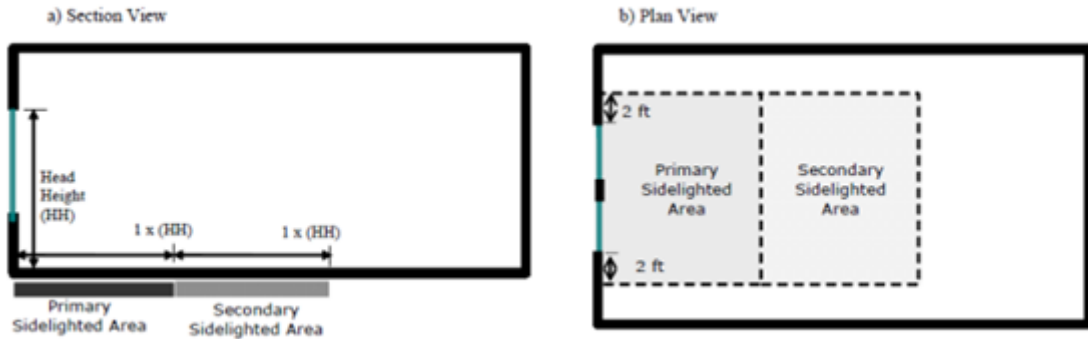 a) Section View
Head
Height
(HH)
1 x (HH)
1 x (HH)
Primary
Sidelighted Area
Secondary
Sidelighted Area
b) Plan View
2 ft
Primary
Sidelighted
Area
Secondary
Sidelighted
Area
2 ft